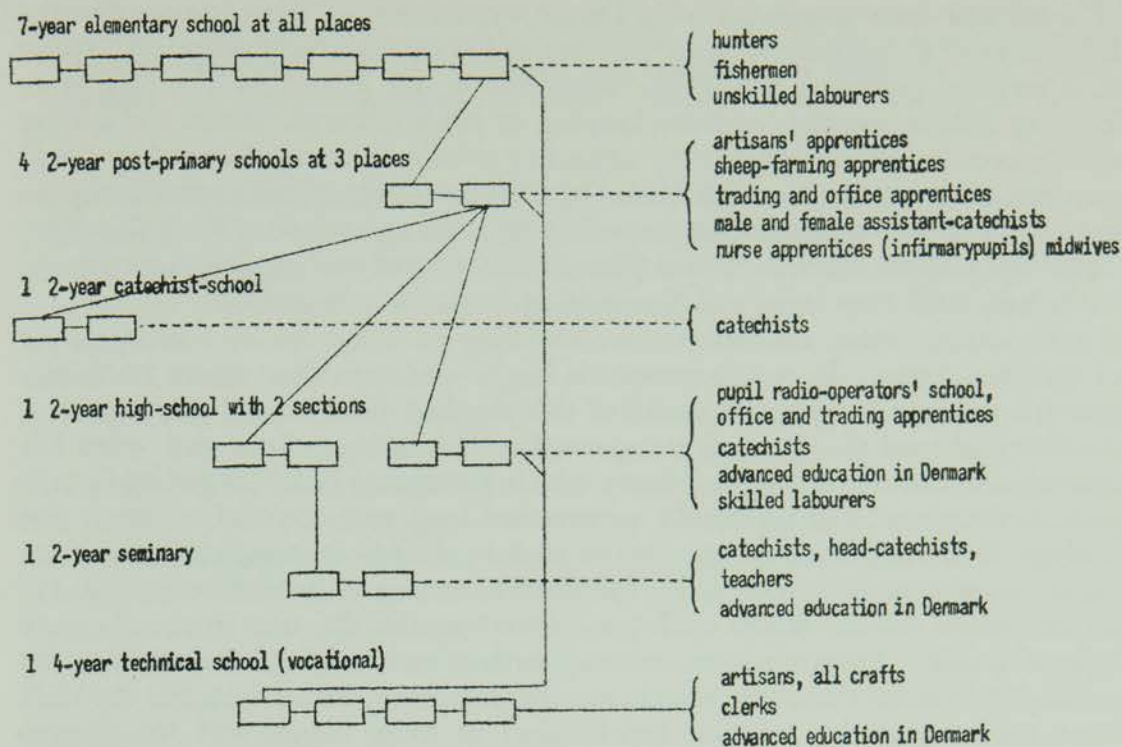 7-year elementary school at all places
hunters
fishermen
unskilled labourers
4 2-year post-primary schools at 3 places
artisans' apprentices
sheep-farming apprentices
trading and office apprentices
male and female assistant-catechists
nurse apprentices (infirmarypupils) midwives
1 2-year catechist-school
catechists
1 2-year high-school with 2 sections
pupil radio-operators' school,
office and trading apprentices
catechists
advanced education in Denmark
skilled labourers
1 2-year seminary
catechists, head-catechists,
teachers
advanced education in Denmark
1 4-year technical school (vocational)
artisans, all crafts
clerks
advanced education in Denmark